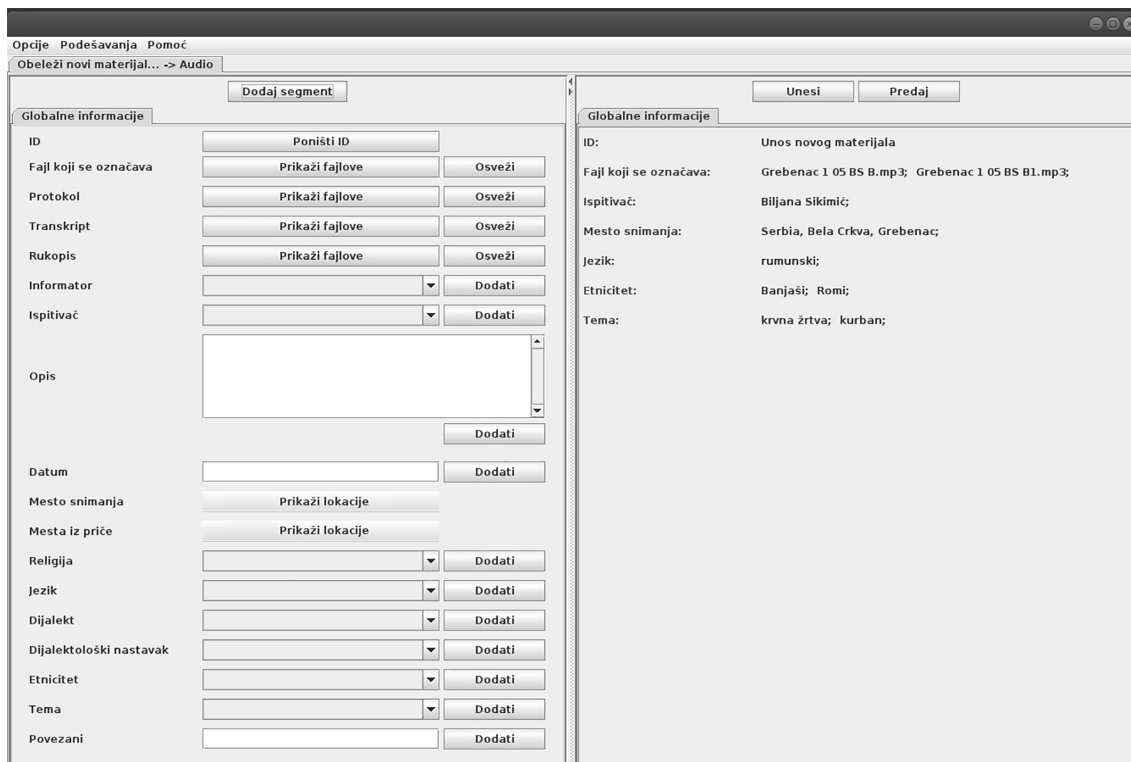 Opcije Podešavanja Pomoć
Obeleži novi materijal... -> Audio
Dodaj segment
Globalne informacije
ID Poništi ID
Fajl koji se označava Prikaži fajlove Osveži
Protokol Prikaži fajlove Osveži
Transkript Prikaži fajlove Osveži
Rukopis Prikaži fajlove Osveži
Informator Dodati
Ispitivač Dodati
Opis
Dodati
Datum Dodati
Mesto snimanja Prikaži lokacije
Mesta iz priče Prikaži lokacije
Religija Dodati
Jezik Dodati
Dijalekt Dodati
Dijalektološki nastavak Dodati
Etnicitet Dodati
Tema Dodati
Povezani Dodati
Unesi Predaj
Globalne informacije
ID: Unos novog materijala
Fajl koji se označava: Grebenac 1 05 BS B.mp3; Grebenac 1 05 BS B1.mp3;
Ispitivač: Biljana Sikimić;
Mesto snimanja: Serbia, Bela Crkva, Grebenac;
Jezik: rumunski;
Etnicitet: Banjaši; Romi;
Tema: krvna žrtva; kurban;